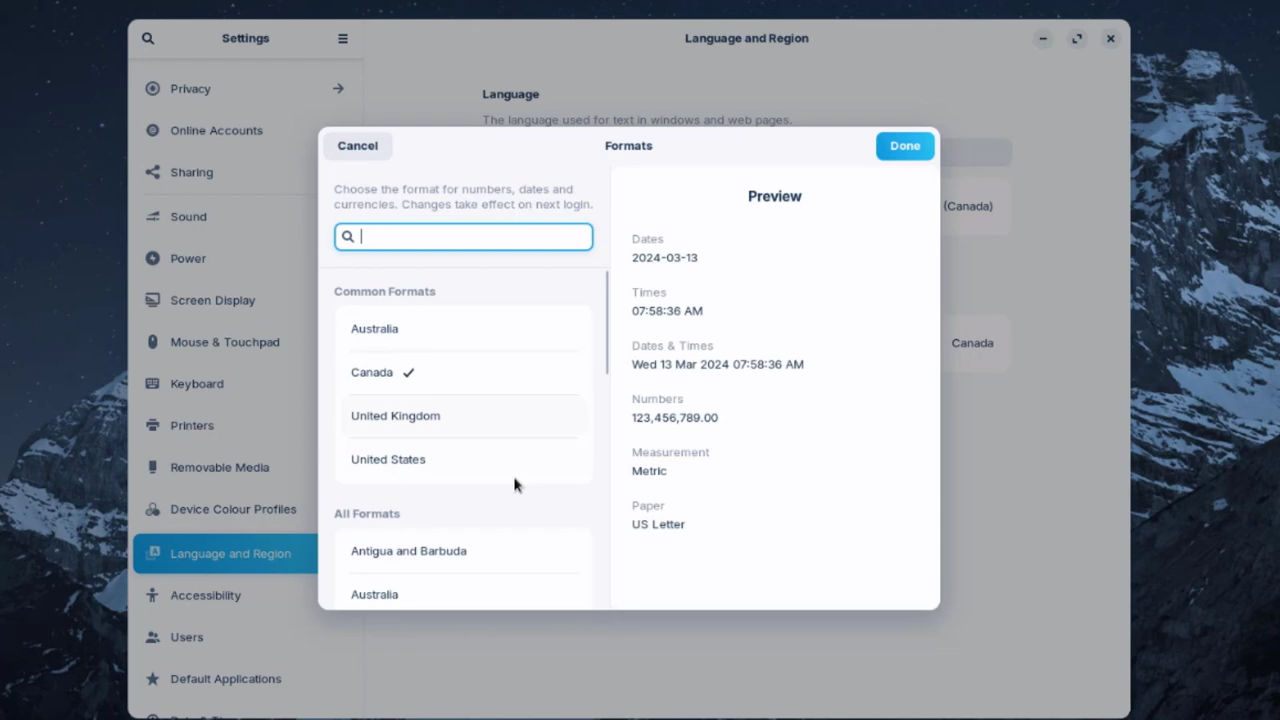 Settings
Language and Region
Privacy
Online Accounts
Sharing
Sound
Power
Screen Display
Mouse & Touchpad
Keyboard
Printers
Removable Media
Device Colour Profiles
Language and Region
Accessibility
Users
Default Applications
Language
The language used for text in windows and web pages.
(Canada)
Canada
Cancel
Formats
Done
Choose the format for numbers, dates and
currencies. Changes take effect on next login.
Common Formats
Australia
Canada
United Kingdom
United States
All Formats
Antigua and Barbuda
Australia
Preview
Dates
2024-03-13
Times
07:58:36 AM
Dates & Times
Wed 13 Mar 2024 07:58:36 AM
Numbers
123,456,789.00
Measurement
Metric
Paper
US Letter